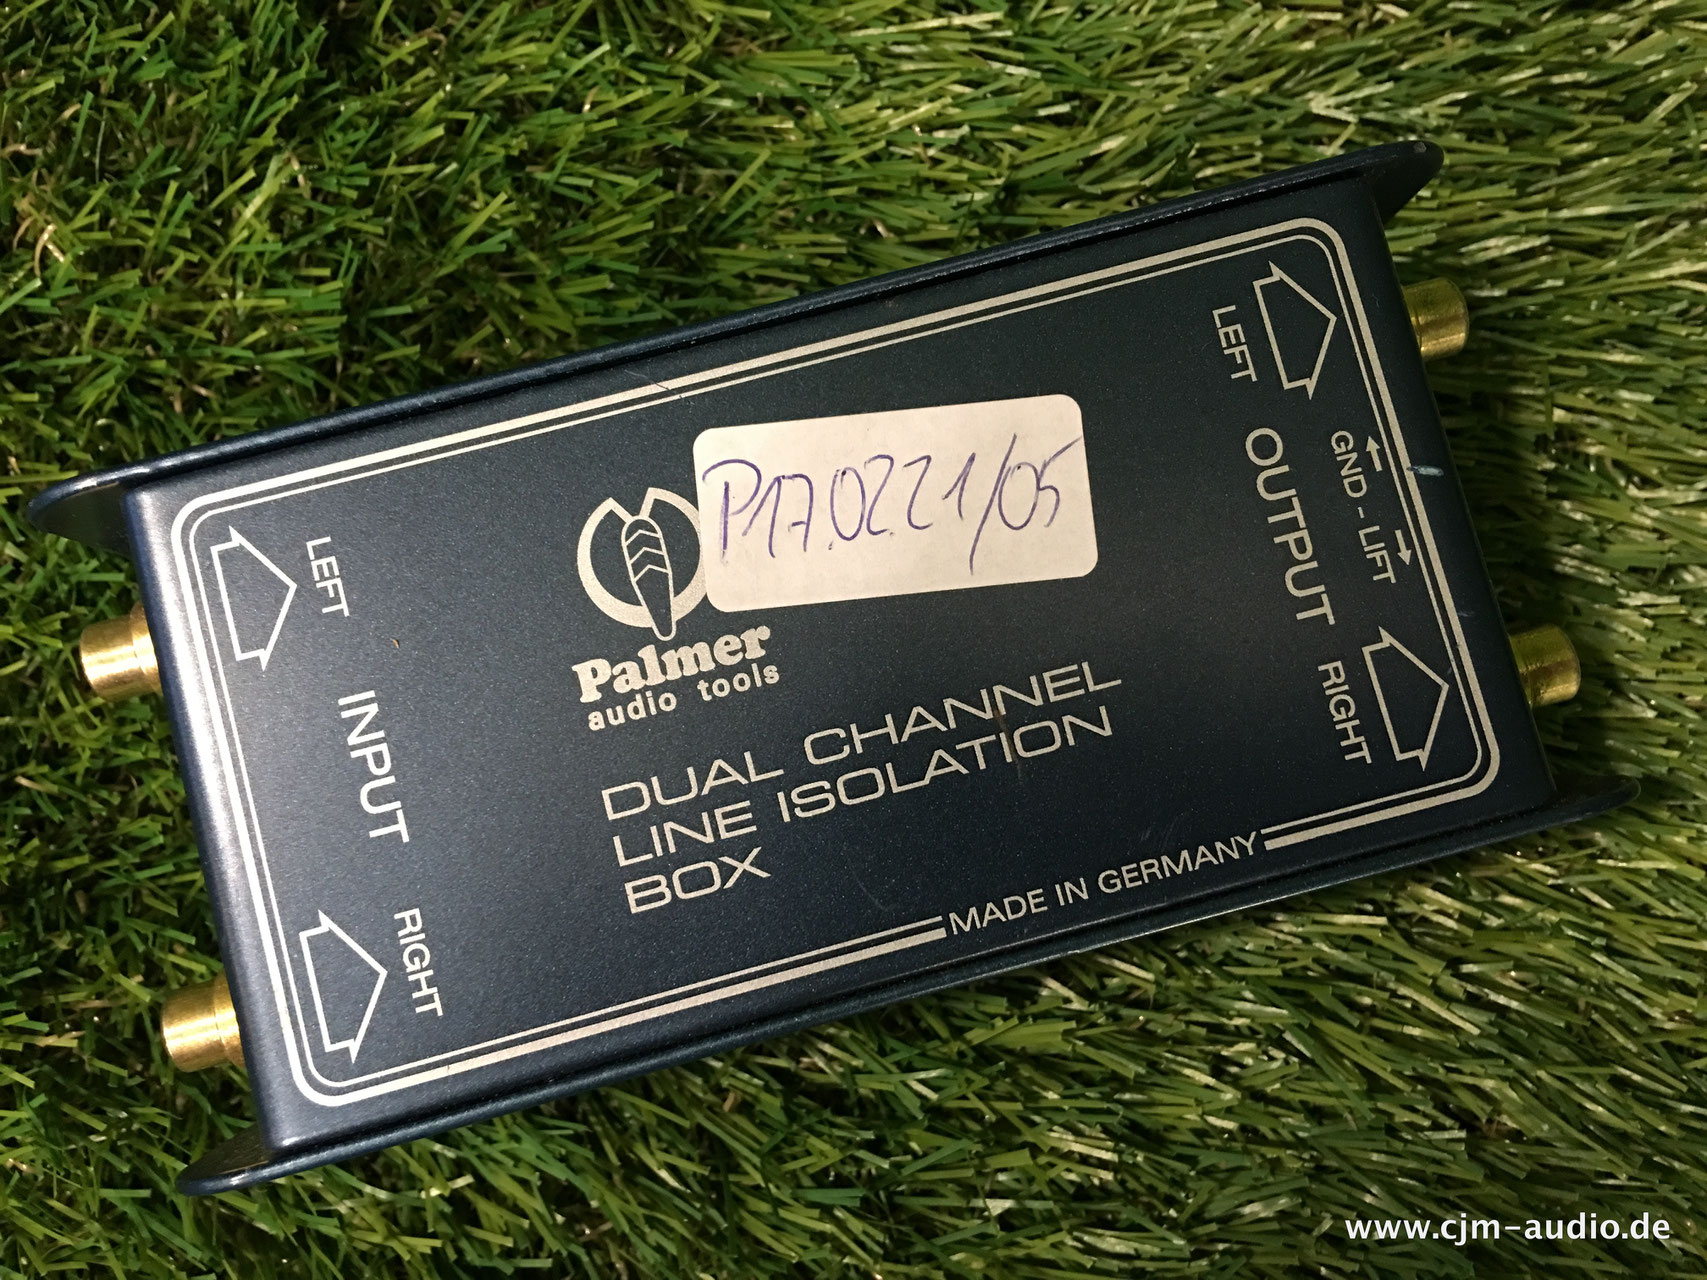 LEFT
INPUT
RIGHT
P17.0221/05
Palmer
audio tools
DUAL CHANNEL
LINE ISOLATION
BOX
MADE IN GERMANY
LEFT
OUTPUT
RIGHT
GND - LIFT
www.cjm-audio.de